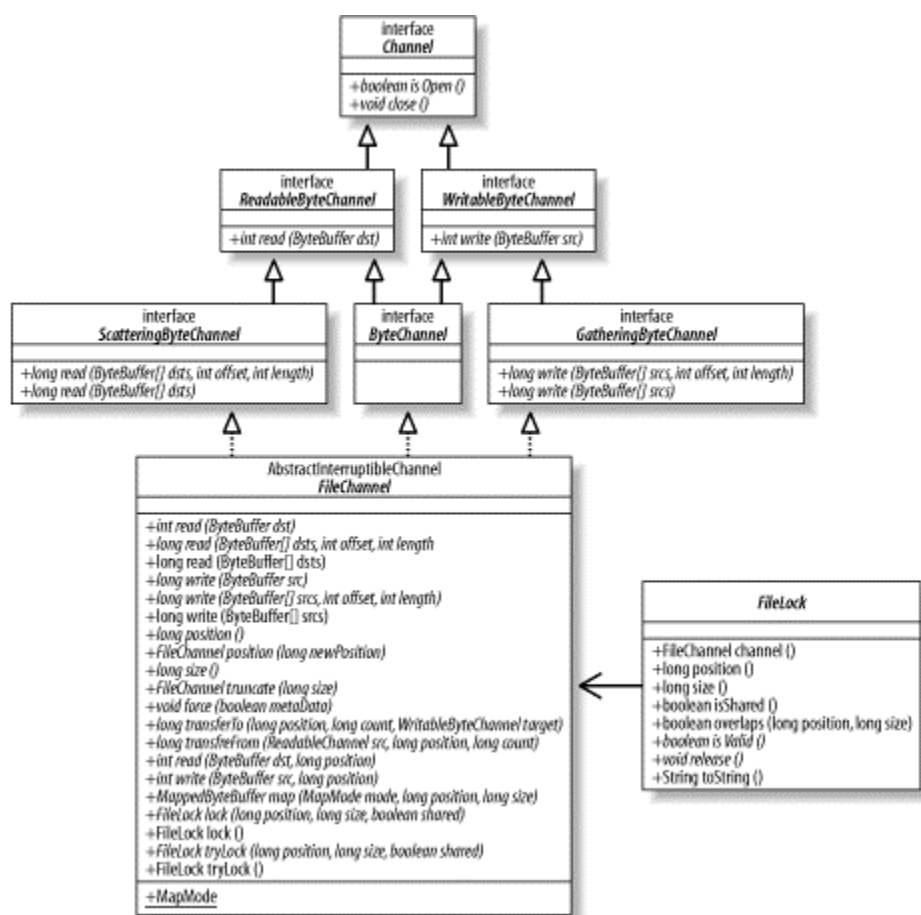 interface
Channel
+boolean is Open ()
+void close ()
interface
ReadableByteChannel
+int read (ByteBuffer dst)
interface
WritableByteChannel
+int write (ByteBuffer src)
interface
ScatteringByteChannel
+long read (ByteBuffer[] dsts, int offset, int length)
+long read (ByteBuffer[] dsts)
interface
ByteChannel
interface
GatheringByteChannel
+long write (ByteBuffer[] srcs, int offset, int length)
+long write (ByteBuffer[] srcs)
AbstractInterruptibleChannel
FileChannel
+int read (ByteBuffer dst)
+long read (ByteBuffer[] dsts, int offset, int length
+long read (ByteBuffer[] dsts)
+long write (ByteBuffer src)
+long write (ByteBuffer[] srcs, int offset, int length)
+long write (ByteBuffer[] srcs)
+long position ()
+FileChannel position (long newPosition)
+long size ()
+FileChannel truncate (long size)
+void force (boolean metaData)
+long transferTo (long position, long count, WritableByteChannel target)
+long transfreFrom (ReadableChannel src, long position, long count)
+int read (ByteBuffer dst, long position)
+int write (ByteBuffer src, long position)
+MappedByteBuffer map (MapMode mode, long position, long size)
+FileLock lock (long position, long size, boolean shared)
+FileLock lock ()
+FileLock tryLock (long position, long size, boolean shared)
+FileLock tryLock ()
+MapMode
FileLock
+FileChannel channel ()
+long position ()
+long size ()
+boolean isShared ()
+boolean overlaps (long position, long size)
+boolean is Valid ()
+void release ()
+String toString ()